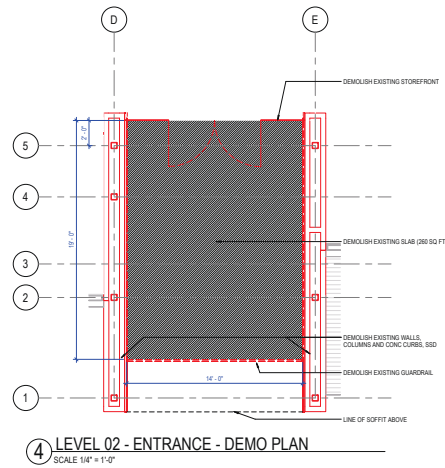 D
E
DEMOLISH EXISTING STOREFRONT
2' - 0"
5
4
19' - 0"
DEMOLISH EXISTING SLAB (260 SQ FT
3
2
DEMOLISH EXISTING WALLS,
COLUMNS AND CONC CURBS, SSD
DEMOLISH EXISTING GUARDRAIL
14' - 0"
1
LINE OF SOFFIT ABOVE
4
LEVEL 02 - ENTRANCE - DEMO PLAN
SCALE 1/4" = 1'-0"